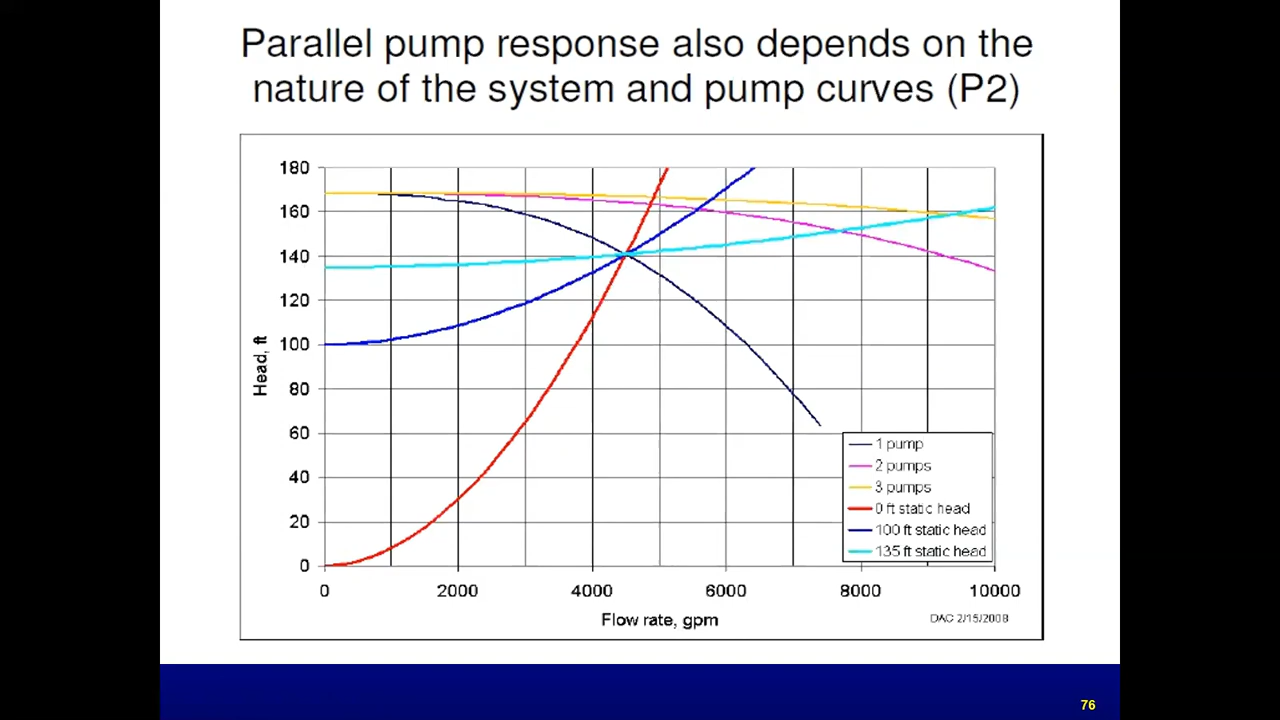 Parallel pump response also depends on the
nature of the system and pump curves (P2)
180
160
140
120
100
80
60
40
20
0
Head, ft
0 2000 4000 6000 8000 10000
Flow rate, gpm
1 pump
2 pumps
3 pumps
0 ft static head
100 ft static head
135 ft static head
DAC 2/15/2008
76